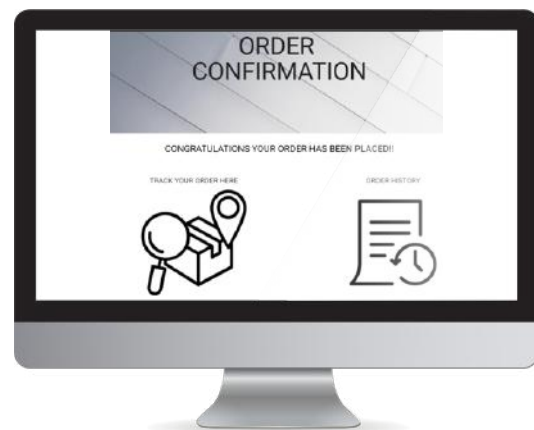 ORDER
CONFIRMATION
CONGRATULATIONS YOUR ORDER HAS BEEN PLACED!!
TRACK YOUR ORDER HERE
ORDER HISTORY